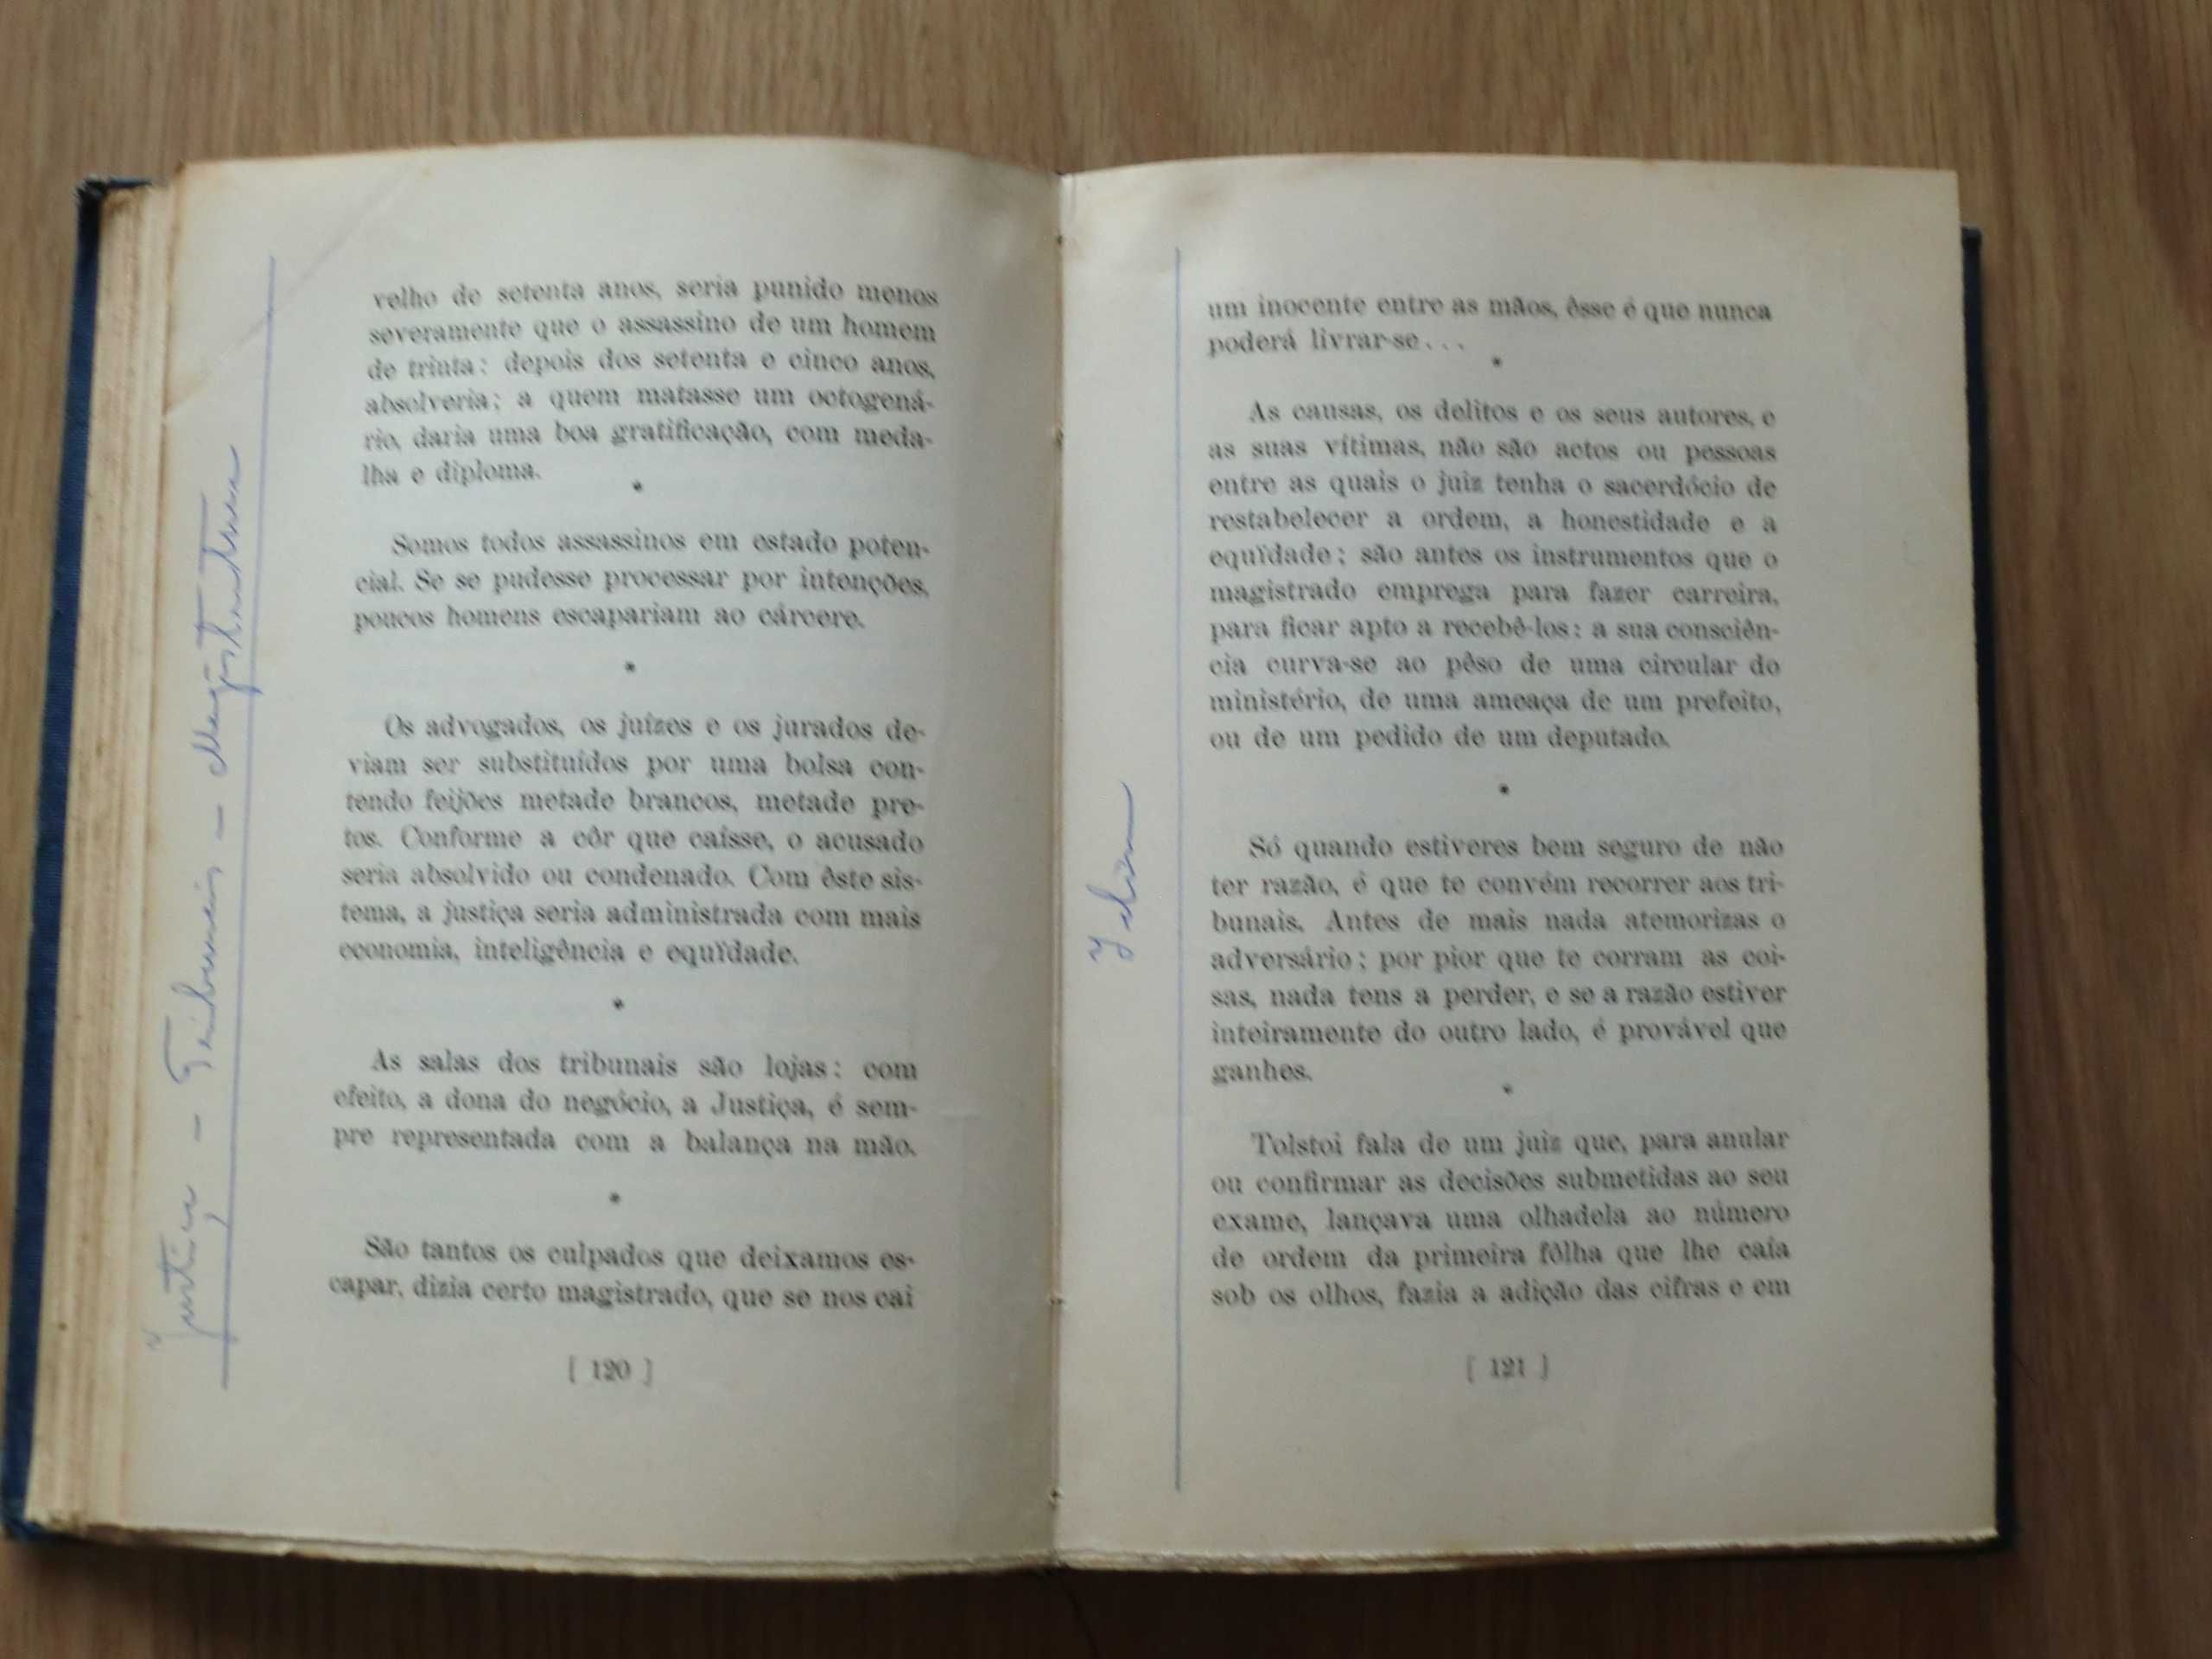 velho de setenta anos, seria punido menos
severamente que o assassino de um homem
de trinta: depois dos setenta e cinco anos,
absolveria; a quem matasse um octogená-
rio, daria uma boa gratificação, com meda-
lha e diploma.
*
Somos todos assassinos em estado poten-
cial. Se se pudesse processar por intenções,
poucos homens escapariam ao cárcere.
*
Os advogados, os juízes e os jurados de-
viam ser substituídos por uma bolsa con-
tendo feijões metade brancos, metade pre-
tos. Conforme a côr que caísse, o acusado
seria absolvido ou condenado. Com êste sis-
tema, a justiça seria administrada com mais
economia, inteligência e equïdade.
*
As salas dos tribunais são lojas: com
efeito, a dona do negócio, a Justiça, é sem-
pre representada com a balança na mão.
*
São tantos os culpados que deixamos es-
capar, dizia certo magistrado, que se nos cai
[ 120 ]
Justiça - Tribunais - Magistratura
um inocente entre as mãos, êsse é que nunca
poderá livrar-se...
*
As causas, os delitos e os seus autores, e
as suas vítimas, não são actos ou pessoas
entre as quais o juiz tenha o sacerdócio de
restabelecer a ordem, a honestidade e a
equïdade; são antes os instrumentos que o
magistrado emprega para fazer carreira,
para ficar apto a recebê-los: a sua consciên-
cia curva-se ao pêso de uma circular do
ministério, de uma ameaça de um prefeito,
ou de um pedido de um deputado.
*
Só quando estiveres bem seguro de não
ter razão, é que te convém recorrer aos tri-
bunais. Antes de mais nada atemorizas o
adversário; por pior que te corram as coi-
sas, nada tens a perder, e se a razão estiver
inteiramente do outro lado, é provável que
ganhes.
*
Tolstoi fala de um juiz que, para anular
ou confirmar as decisões submetidas ao seu
exame, lançava uma olhadela ao número
de ordem da primeira fôlha que lhe caía
sob os olhos, fazia a adição das cifras e em
[ 121 ]